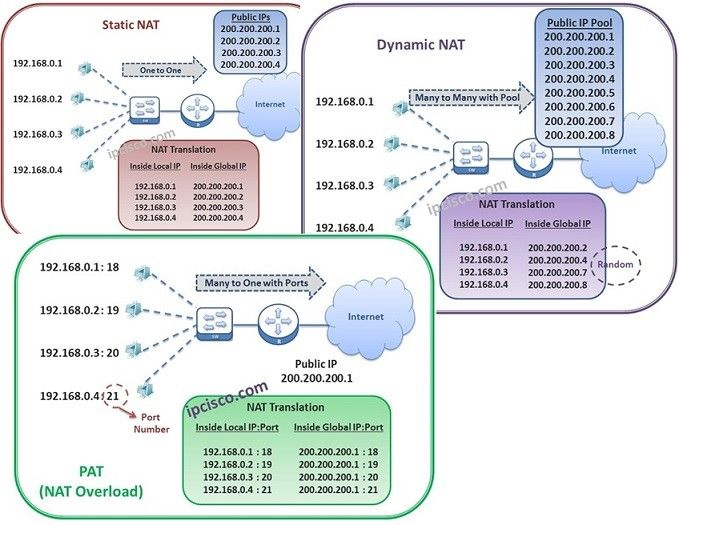 Static NAT
Public IPs
200.200.200.1
200.200.200.2
200.200.200.3
200.200.200.4
192.168.0.1
192.168.0.2
192.168.0.3
192.168.0.4
One to One
SW
R
Internet
ipcisco.com
NAT Translation
Inside Local IP Inside Global IP
192.168.0.1 200.200.200.1
192.168.0.2 200.200.200.2
192.168.0.3 200.200.200.3
192.168.0.4 200.200.200.4
Dynamic NAT
Public IP Pool
200.200.200.1
200.200.200.2
200.200.200.3
200.200.200.4
200.200.200.5
200.200.200.6
200.200.200.7
200.200.200.8
192.168.0.1
192.168.0.2
192.168.0.3
192.168.0.4
Many to Many with Pool
SW
R
Internet
ipcisco.com
NAT Translation
Inside Local IP Inside Global IP
192.168.0.1 200.200.200.2
192.168.0.2 200.200.200.4
192.168.0.3 200.200.200.7
192.168.0.4 200.200.200.8
Random
192.168.0.1: 18
192.168.0.2: 19
192.168.0.3: 20
192.168.0.4: 21
Many to One with Ports
SW
R
Internet
Public IP
200.200.200.1
Port
Number
ipcisco.com
NAT Translation
Inside Local IP:Port Inside Global IP:Port
192.168.0.1 : 18 200.200.200.1 : 18
192.168.0.2 : 19 200.200.200.1 : 19
192.168.0.3 : 20 200.200.200.1 : 20
192.168.0.4 : 21 200.200.200.1 : 21
PAT
(NAT Overload)